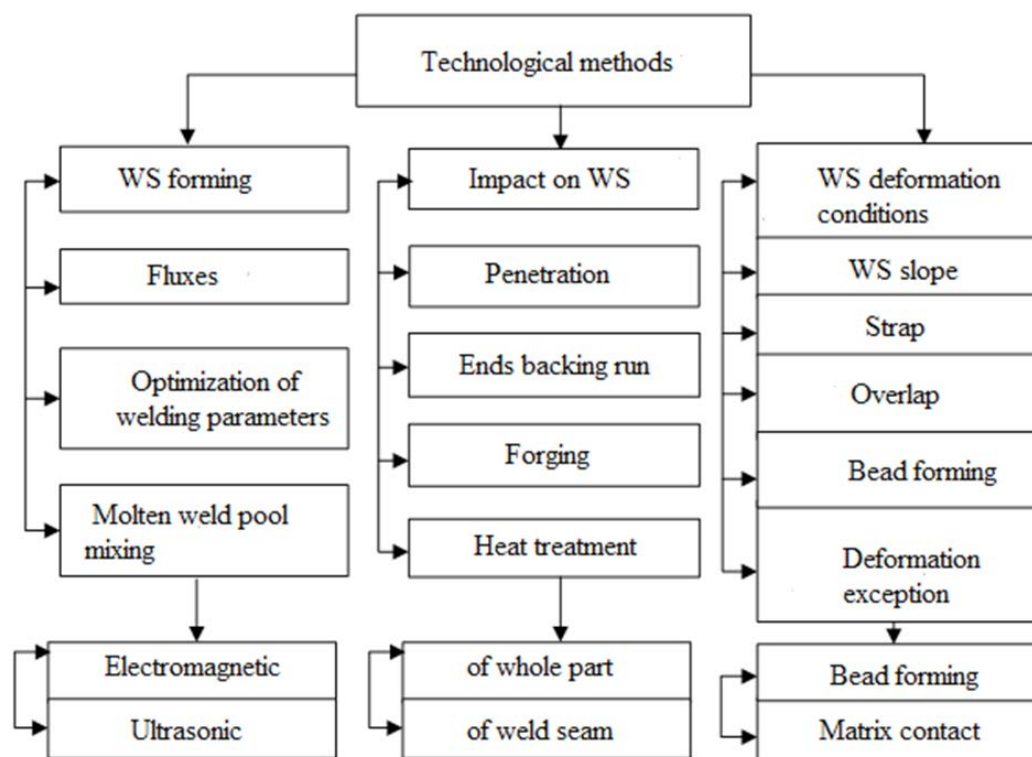 Technological methods
WS forming
Fluxes
Optimization of
welding parameters
Molten weld pool
mixing
Electromagnetic
Ultrasonic
Impact on WS
Penetration
Ends backing run
Forging
Heat treatment
of whole part
of weld seam
WS deformation
conditions
WS slope
Strap
Overlap
Bead forming
Deformation
exception
Bead forming
Matrix contact